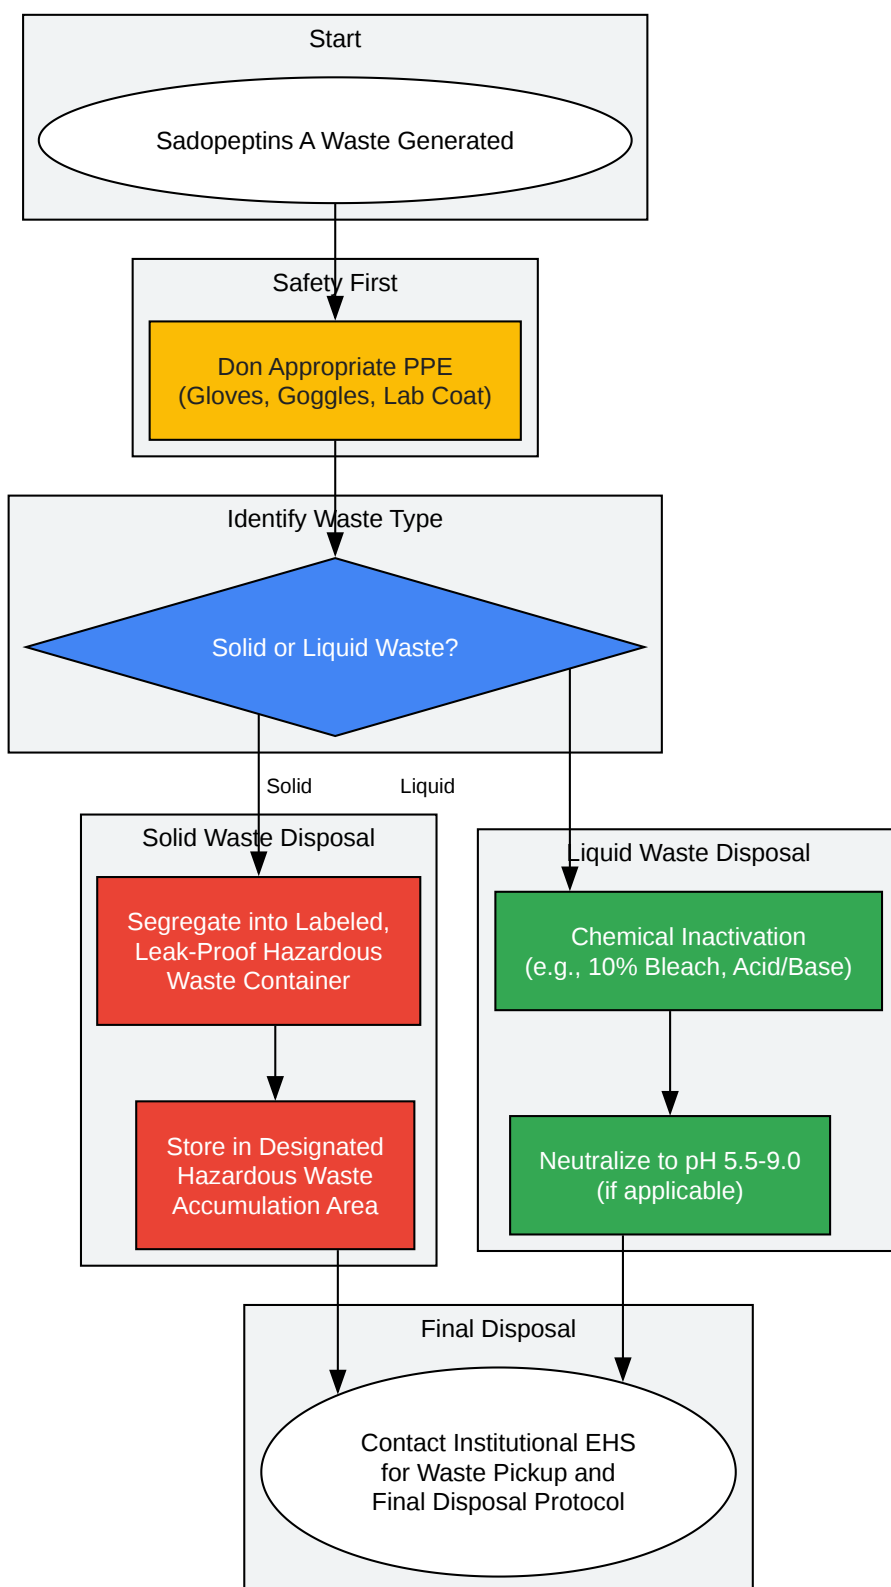 Start
Sadopeptins A Waste Generated
Safety First
Don Appropriate PPE
(Gloves, Goggles, Lab Coat)
Identify Waste Type
Solid or Liquid Waste?
Solid
Liquid
Solid Waste Disposal
Segregate into Labeled,
Leak-Proof Hazardous
Waste Container
Store in Designated
Hazardous Waste
Accumulation Area
Liquid Waste Disposal
Chemical Inactivation
(e.g., 10% Bleach, Acid/Base)
Neutralize to pH 5.5-9.0
(if applicable)
Final Disposal
Contact Institutional EHS
for Waste Pickup and
Final Disposal Protocol